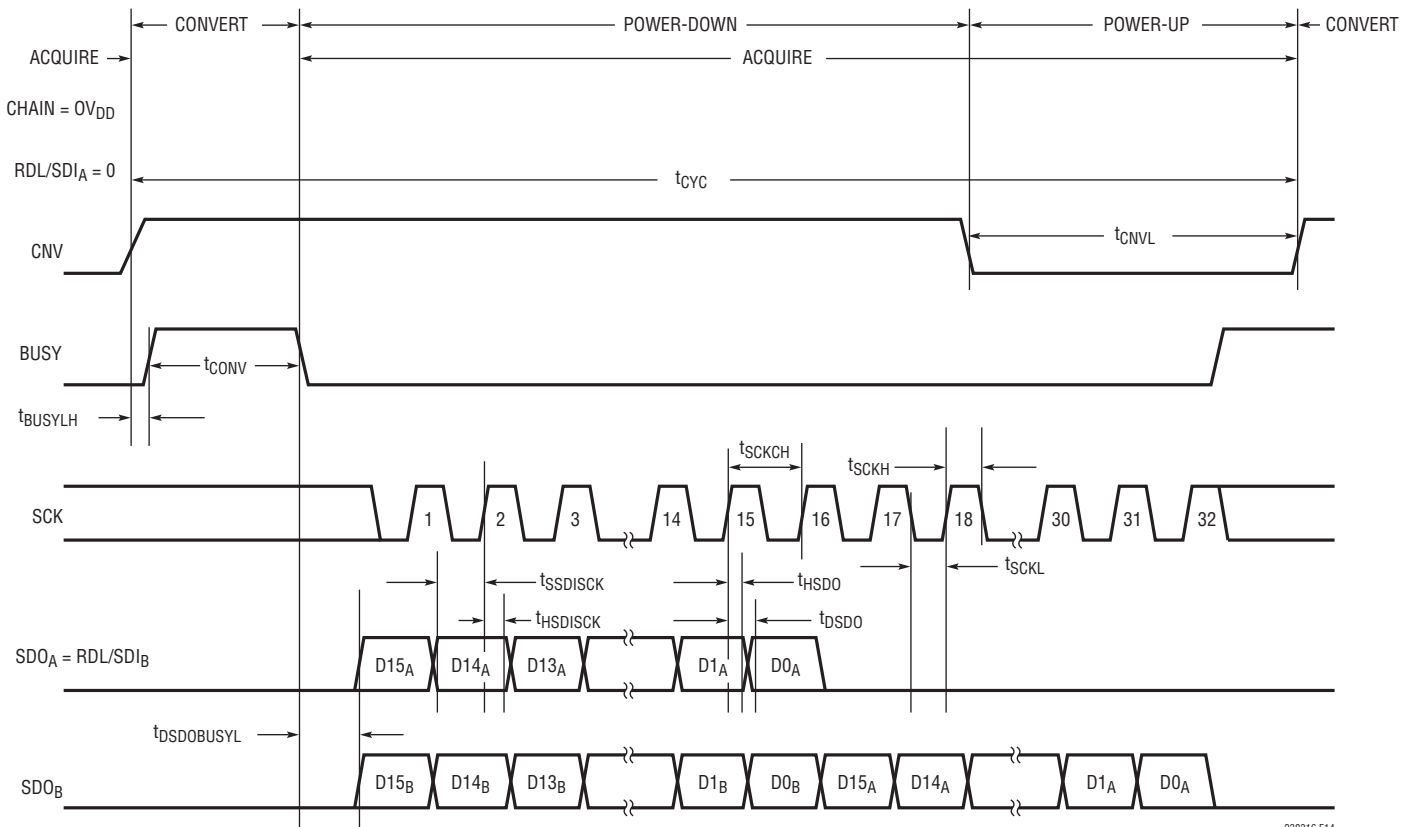 CONVERT POWER-DOWN POWER-UP CONVERT
ACQUIRE ACQUIRE
CHAIN = OVDD
RDL/SDIA = 0 tCYC
CNV tCNVL
BUSY tCONV
tBUSYLH
tSCKCH tSCKH
SCK 1 2 3 14 15 16 17 18 30 31 32
tSSDISCK tHSDO tSCKL
tHSDISCK tDSDO
SDOA = RDL/SDIB D15A D14A D13A D1A D0A
tDSDOBUSYL
SDOB D15B D14B D13B D1B D0B D15A D14A D1A D0A